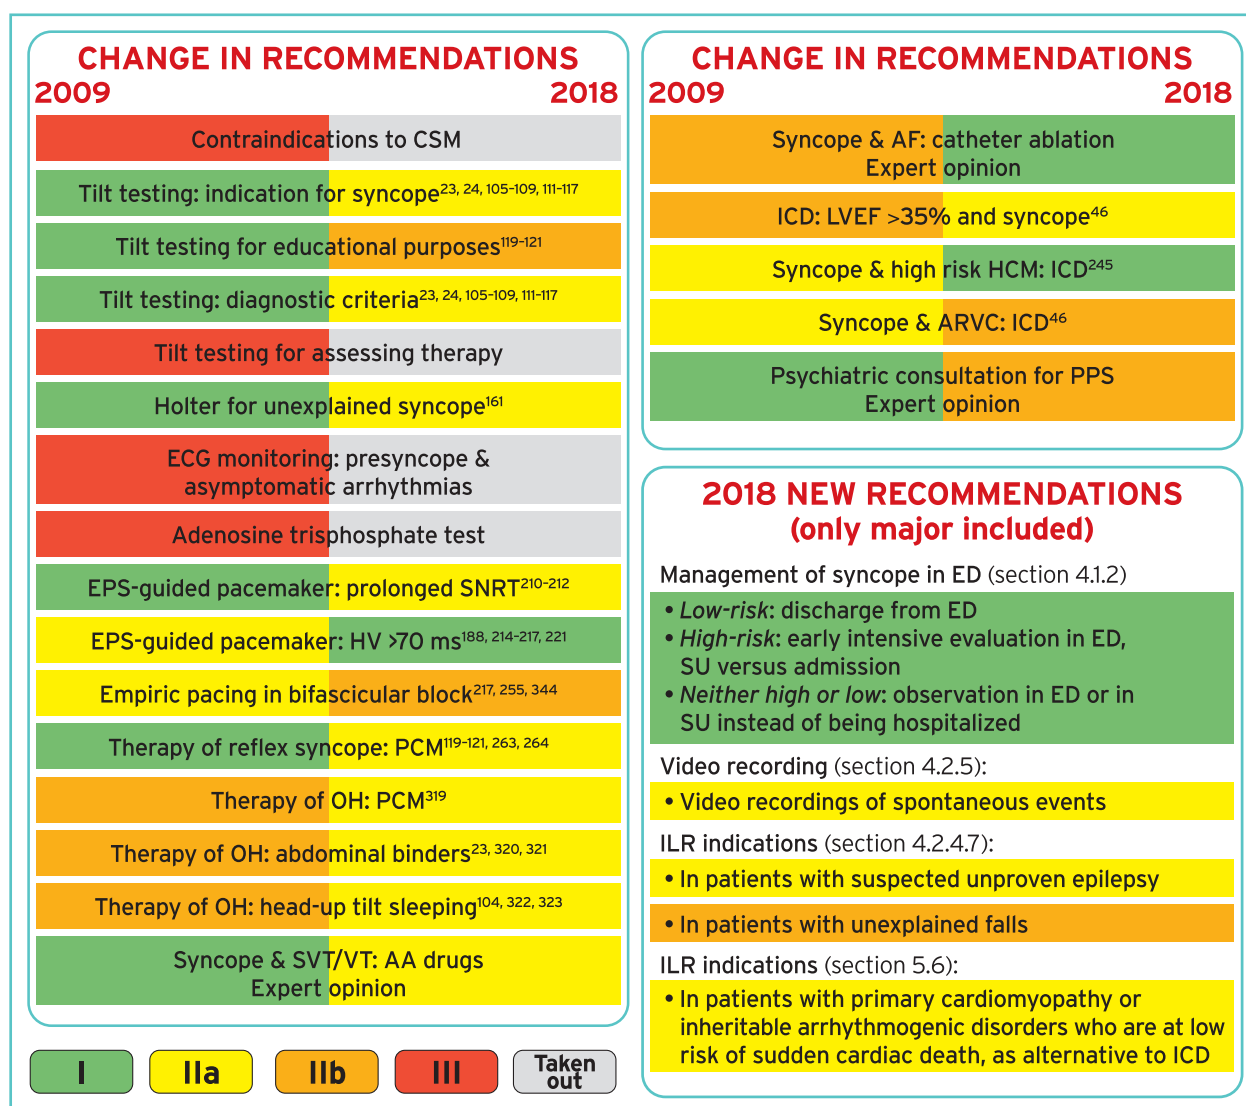 CHANGE IN RECOMMENDATIONS
2009 2018
Contraindications to CSM
Tilt testing: indication for syncope23, 24, 105–109, 111–117
Tilt testing for educational purposes119–121
Tilt testing: diagnostic criteria23, 24, 105–109, 111–117
Tilt testing for assessing therapy
Holter for unexplained syncope161
ECG monitoring: presyncope &
asymptomatic arrhythmias
Adenosine trisphosphate test
EPS-guided pacemaker: prolonged SNRT210–212
EPS-guided pacemaker: HV >70 ms188, 214–217, 221
Empiric pacing in bifascicular block217, 255, 344
Therapy of reflex syncope: PCM119–121, 263, 264
Therapy of OH: PCM319
Therapy of OH: abdominal binders23, 320, 321
Therapy of OH: head-up tilt sleeping104, 322, 323
Syncope & SVT/VT: AA drugs
Expert opinion
I IIa IIb III Taken
out
CHANGE IN RECOMMENDATIONS
2009 2018
Syncope & AF: catheter ablation
Expert opinion
ICD: LVEF >35% and syncope46
Syncope & high risk HCM: ICD245
Syncope & ARVC: ICD46
Psychiatric consultation for PPS
Expert opinion
2018 NEW RECOMMENDATIONS
(only major included)
Management of syncope in ED (section 4.1.2)
• Low-risk: discharge from ED
• High-risk: early intensive evaluation in ED,
SU versus admission
• Neither high or low: observation in ED or in
SU instead of being hospitalized
Video recording (section 4.2.5):
• Video recordings of spontaneous events
ILR indications (section 4.2.4.7):
• In patients with suspected unproven epilepsy
• In patients with unexplained falls
ILR indications (section 5.6):
• In patients with primary cardiomyopathy or
inheritable arrhythmogenic disorders who are at low
risk of sudden cardiac death, as alternative to ICD